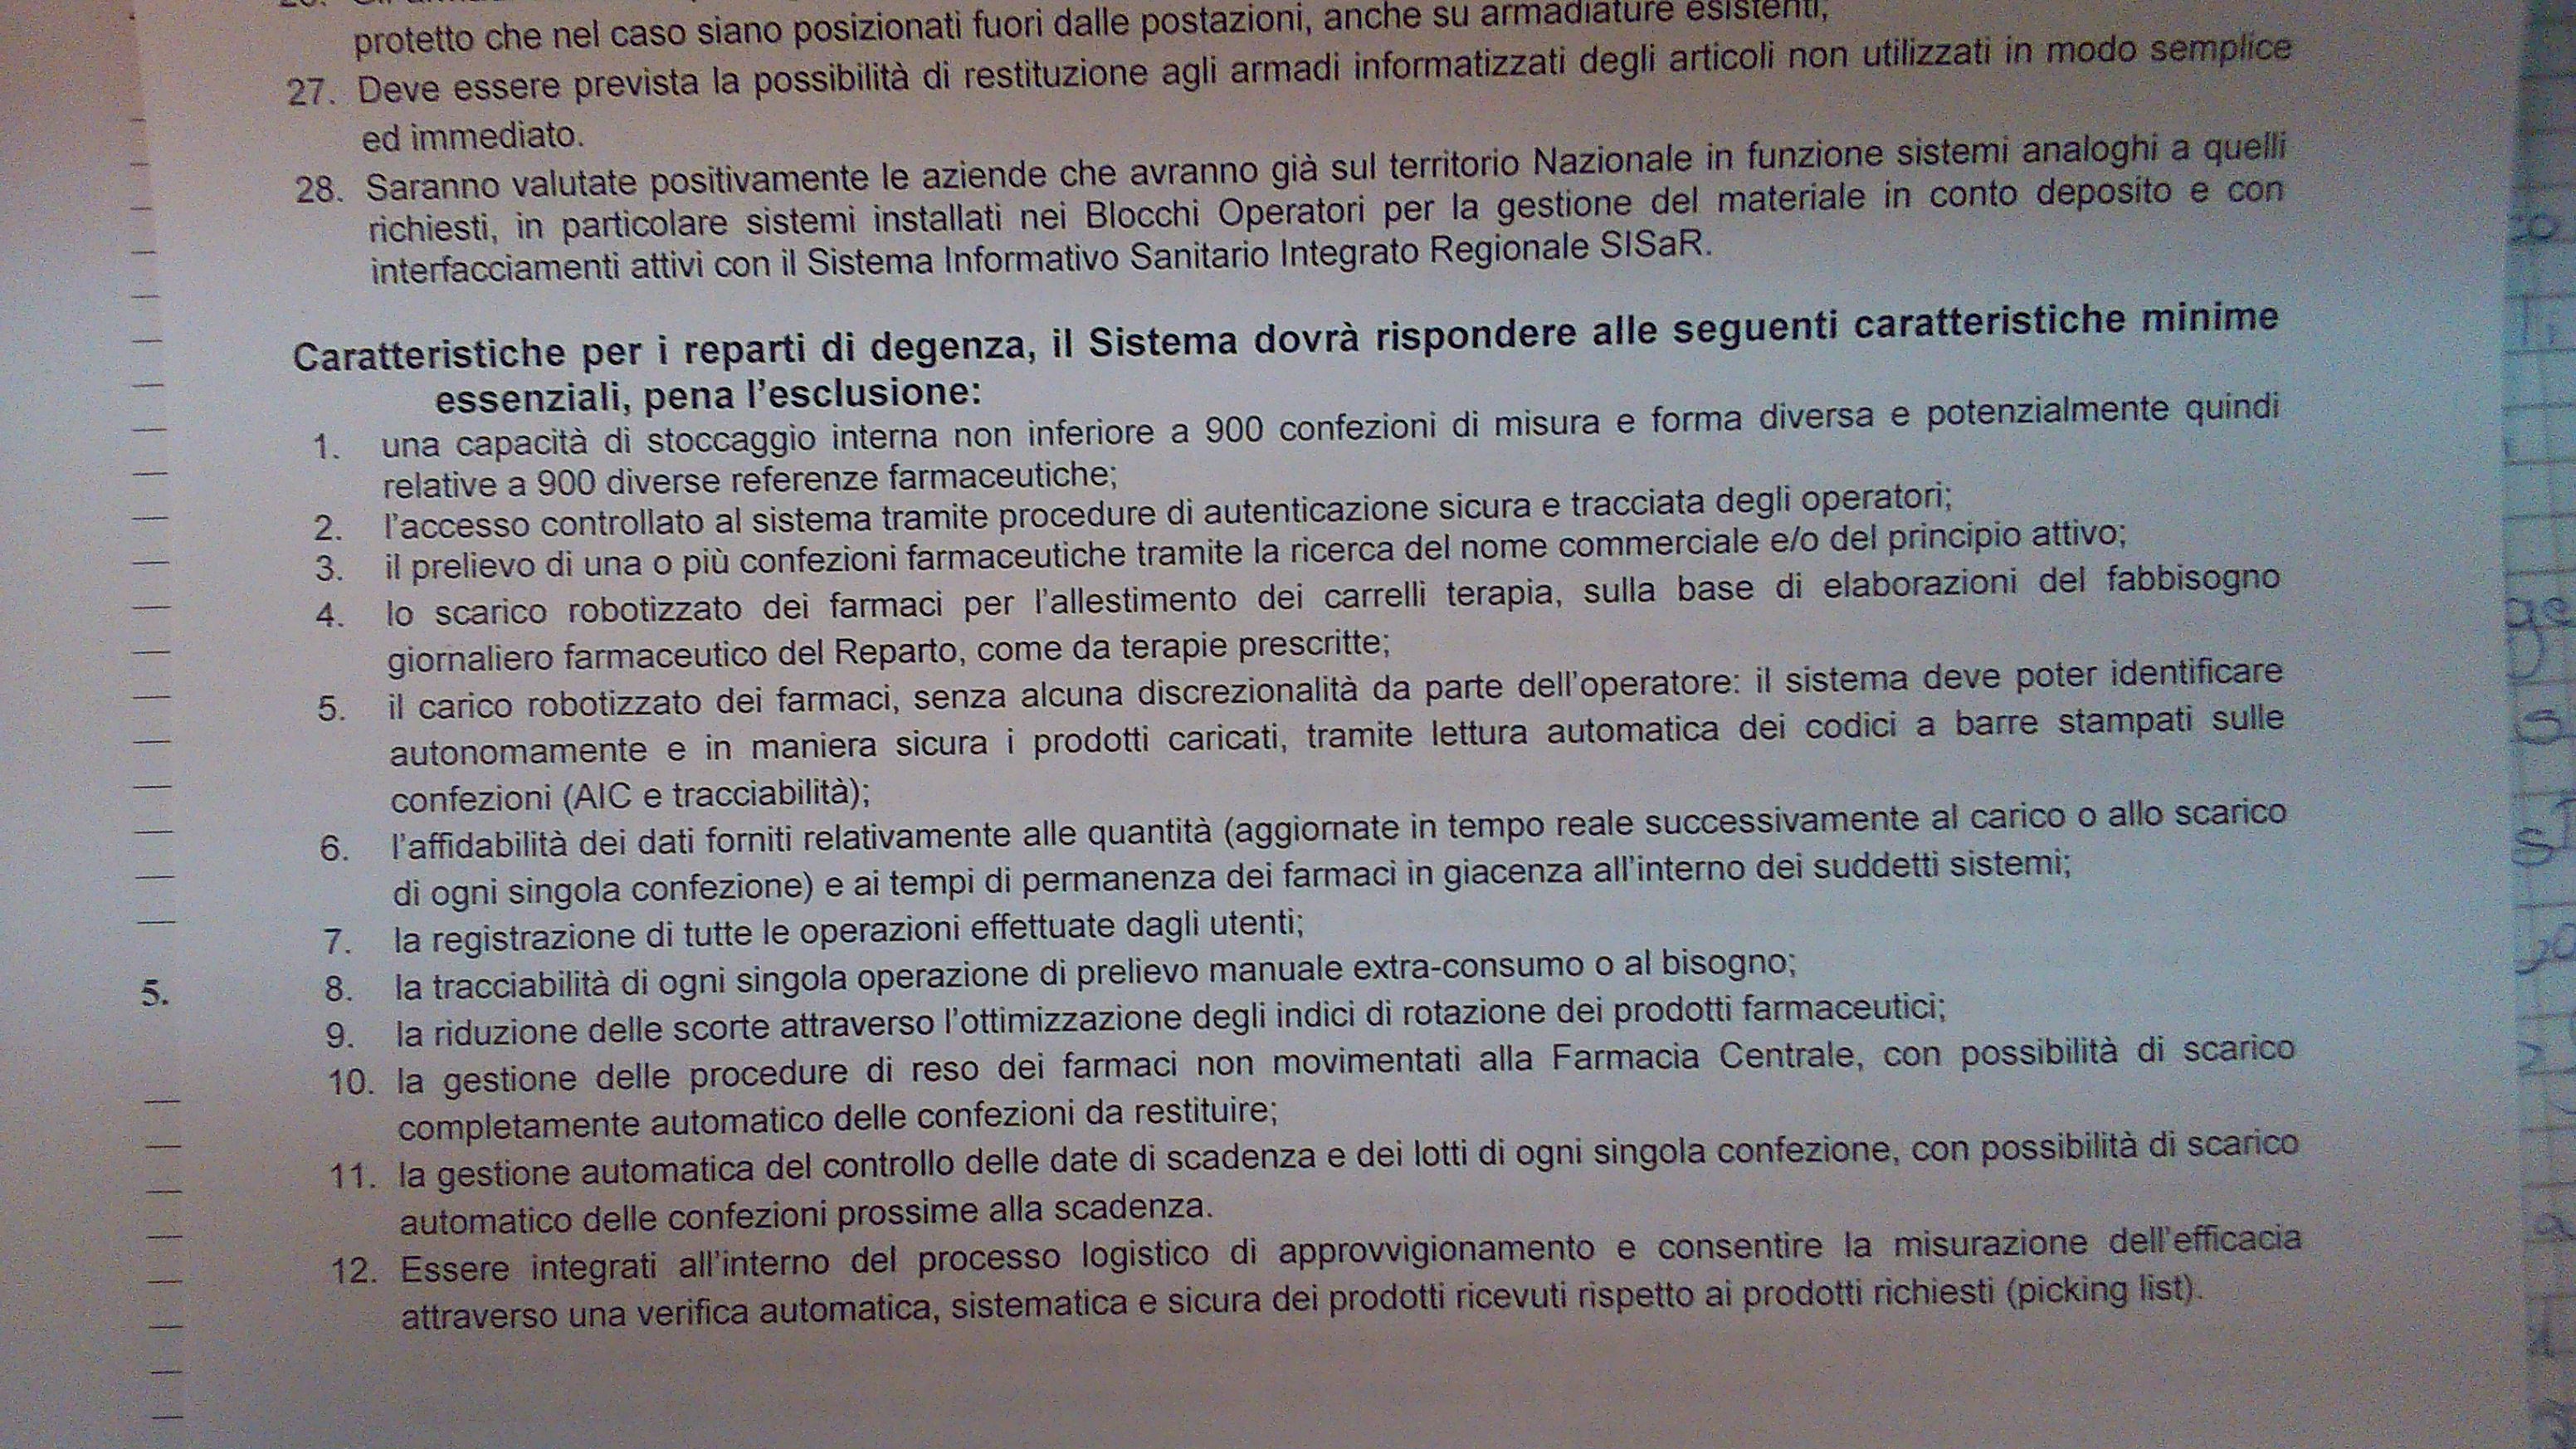 protetto che nel caso siano posizionati fuori dalle postazioni, anche su armadiature esistenti;
27. Deve essere prevista la possibilità di restituzione agli armadi informatizzati degli articoli non utilizzati in modo semplice
ed immediato.
28. Saranno valutate positivamente le aziende che avranno già sul territorio Nazionale in funzione sistemi analoghi a quelli
richiesti, in particolare sistemi installati nei Blocchi Operatori per la gestione del materiale in conto deposito e con
interfacciamenti attivi con il Sistema Informativo Sanitario Integrato Regionale SISaR.
Caratteristiche per i reparti di degenza, il Sistema dovrà rispondere alle seguenti caratteristiche minime
essenziali, pena l'esclusione:
1. una capacità di stoccaggio interna non inferiore a 900 confezioni di misura e forma diversa e potenzialmente quindi
relative a 900 diverse referenze farmaceutiche;
2. l'accesso controllato al sistema tramite procedure di autenticazione sicura e tracciata degli operatori;
3. il prelievo di una o più confezioni farmaceutiche tramite la ricerca del nome commerciale e/o del principio attivo;
4. lo scarico robotizzato dei farmaci per l'allestimento dei carrelli terapia, sulla base di elaborazioni del fabbisogno
giornaliero farmaceutico del Reparto, come da terapie prescritte;
5. il carico robotizzato dei farmaci, senza alcuna discrezionalità da parte dell'operatore: il sistema deve poter identificare
autonomamente e in maniera sicura i prodotti caricati, tramite lettura automatica dei codici a barre stampati sulle
confezioni (AIC e tracciabilità);
6. l'affidabilità dei dati forniti relativamente alle quantità (aggiornate in tempo reale successivamente al carico o allo scarico
di ogni singola confezione) e ai tempi di permanenza dei farmaci in giacenza all'interno dei suddetti sistemi;
7. la registrazione di tutte le operazioni effettuate dagli utenti;
5. 8. la tracciabilità di ogni singola operazione di prelievo manuale extra-consumo o al bisogno;
9. la riduzione delle scorte attraverso l'ottimizzazione degli indici di rotazione dei prodotti farmaceutici;
10. la gestione delle procedure di reso dei farmaci non movimentati alla Farmacia Centrale, con possibilità di scarico
completamente automatico delle confezioni da restituire;
11. la gestione automatica del controllo delle date di scadenza e dei lotti di ogni singola confezione, con possibilità di scarico
automatico delle confezioni prossime alla scadenza.
12. Essere integrati all'interno del processo logistico di approvvigionamento e consentire la misurazione dell'efficacia
attraverso una verifica automatica, sistematica e sicura dei prodotti ricevuti rispetto ai prodotti richiesti (picking list).